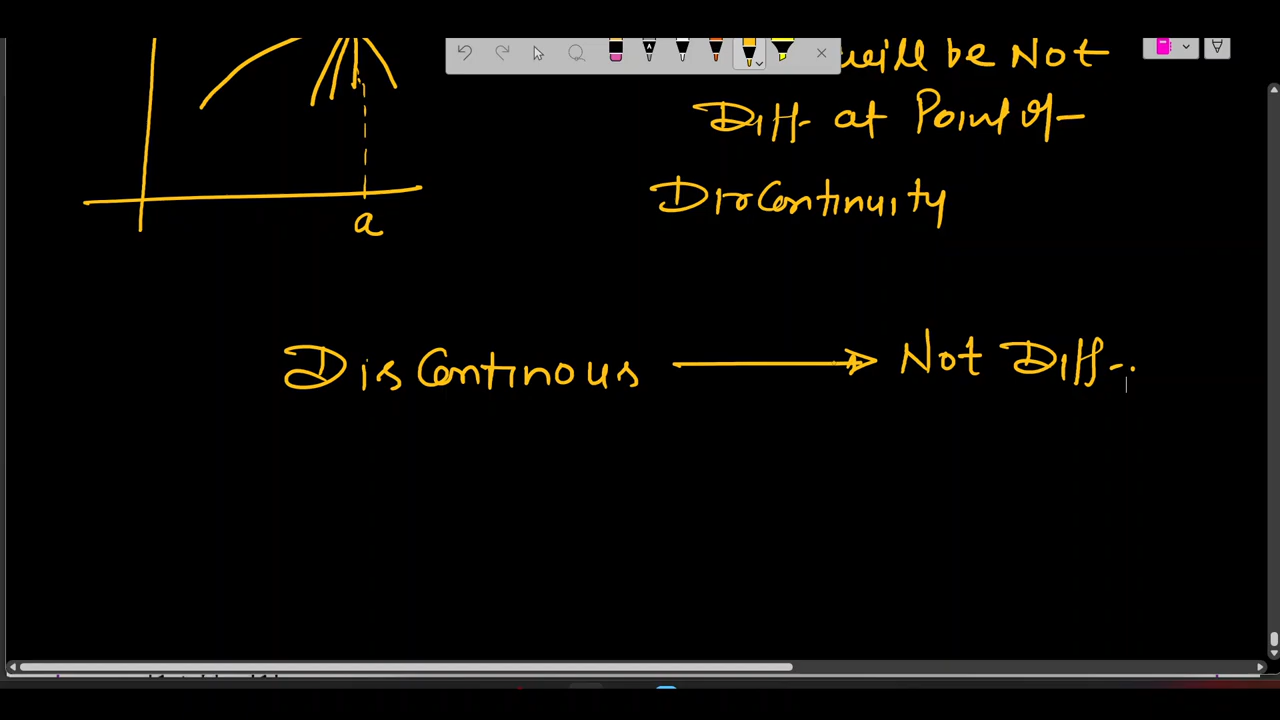 will be Not
Diff. at Point of
Discontinuity
a
Discontinous → Not Diff.